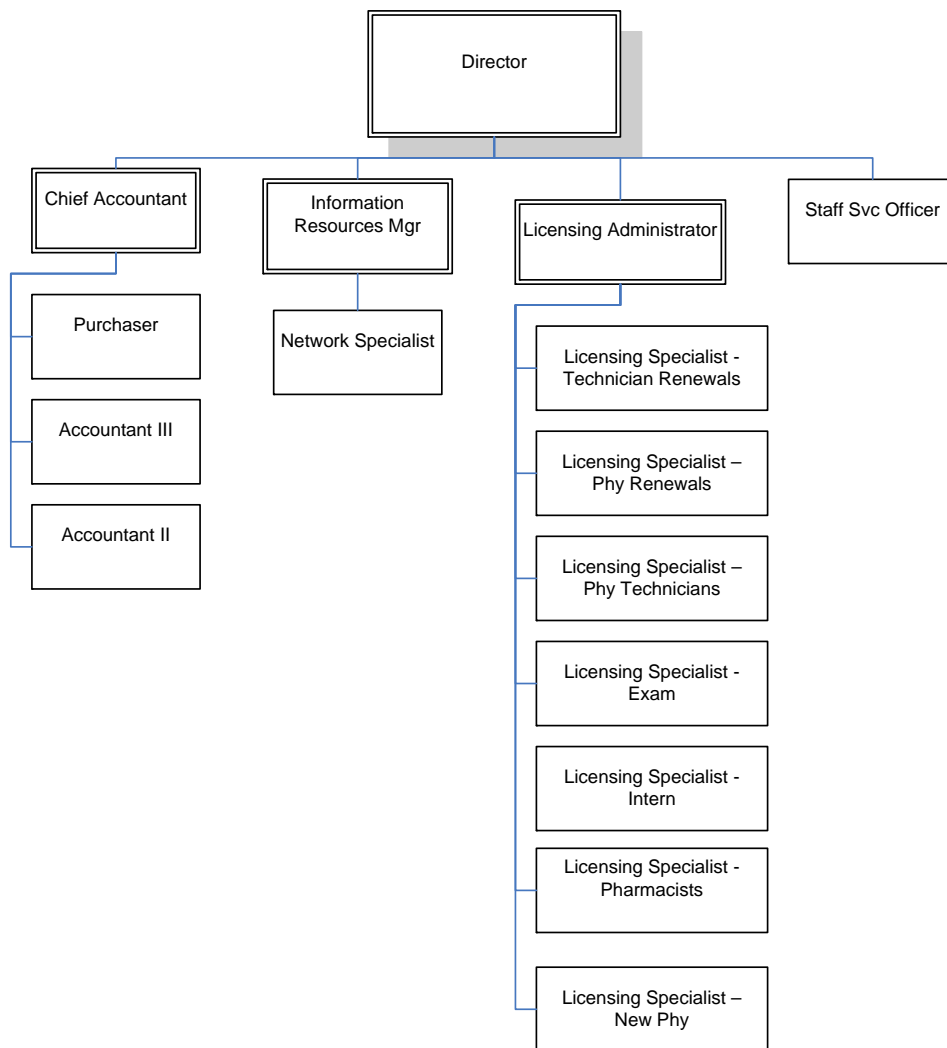 Director
Chief Accountant
Information
Resources Mgr
Licensing Administrator
Staff Svc Officer
Purchaser
Accountant III
Accountant II
Network Specialist
Licensing Specialist -
Technician Renewals
Licensing Specialist –
Phy Renewals
Licensing Specialist –
Phy Technicians
Licensing Specialist -
Exam
Licensing Specialist -
Intern
Licensing Specialist -
Pharmacists
Licensing Specialist –
New Phy